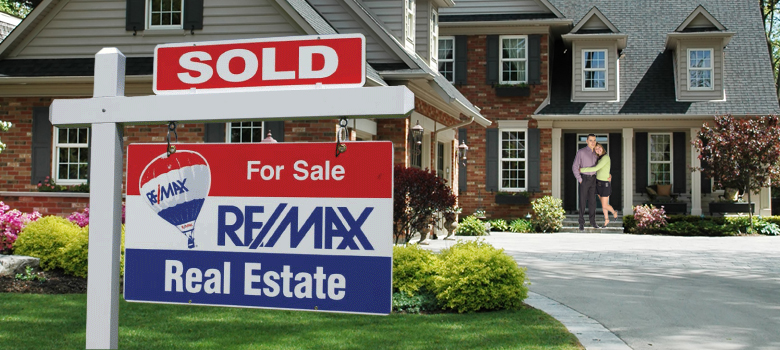 SOLD
For Sale
RE/MAX
RE/MAX
Real Estate